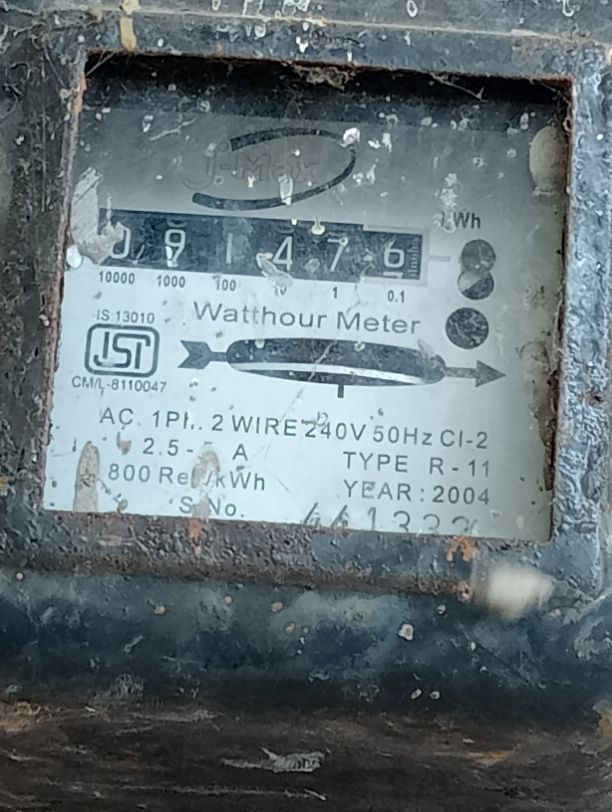 J-Max
kWh
0 9 1 4 7 6
10000 1000 100 10 1 0.1
Watthour Meter
IS:13010
ISI
CM/L-8110047
AC. 1PH. 2 WIRE 240V 50Hz Cl-2
2.5- A
TYPE R-11
800 Rev/kWh
YEAR : 2004
S.No.